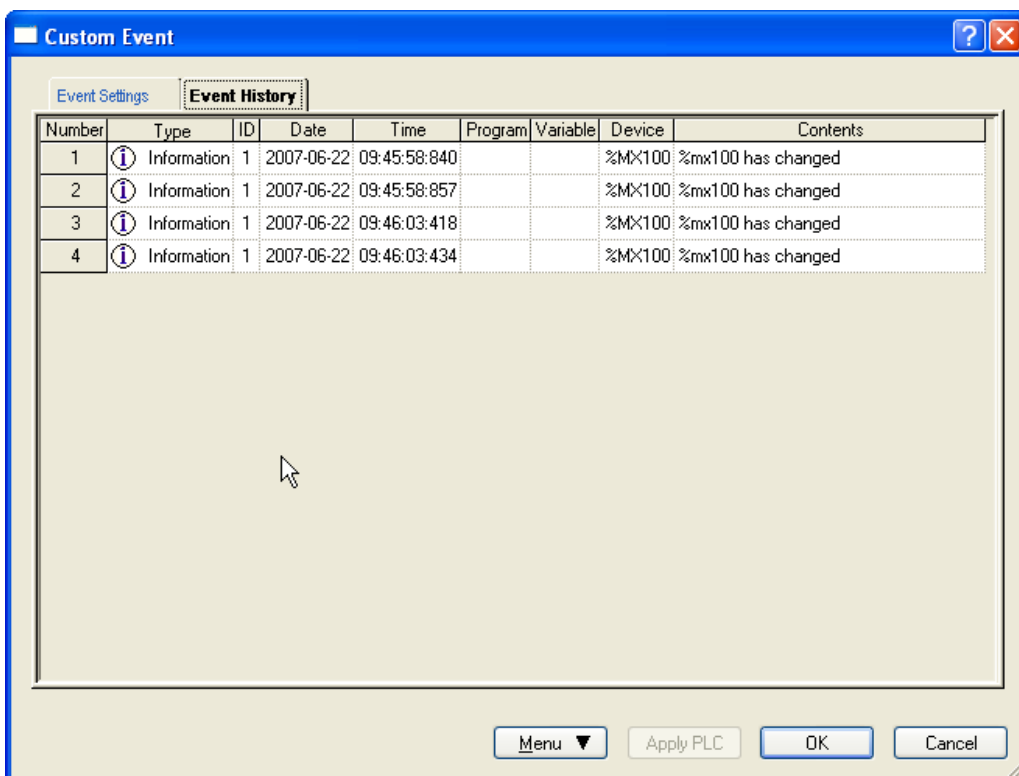 Custom Event
Event Settings Event History
Number Type ID Date Time Program Variable Device Contents
1 Information 1 2007-06-22 09:45:58:840 %MX100 %mx100 has changed
2 Information 1 2007-06-22 09:45:58:857 %MX100 %mx100 has changed
3 Information 1 2007-06-22 09:46:03:418 %MX100 %mx100 has changed
4 Information 1 2007-06-22 09:46:03:434 %MX100 %mx100 has changed
Menu ▼ Apply PLC OK Cancel